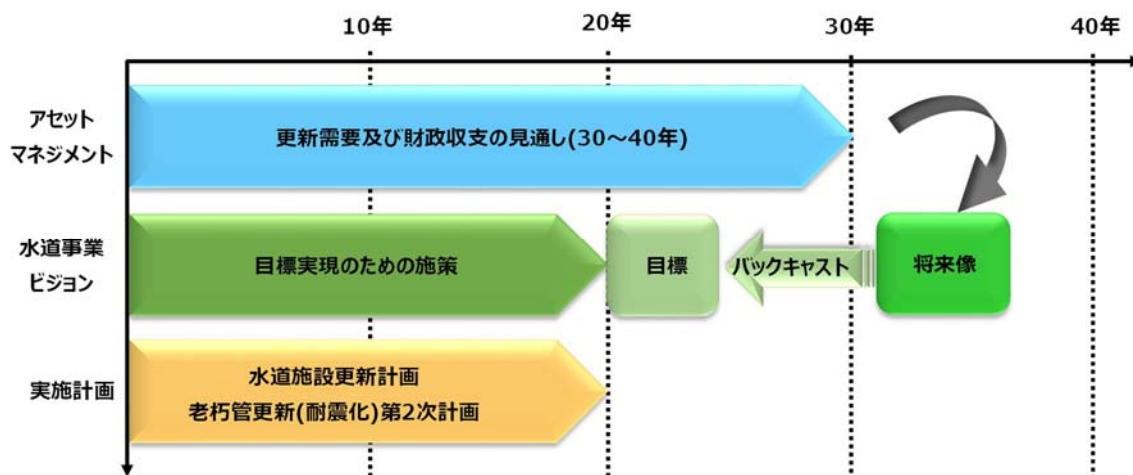 10年
20年
30年
40年
アセット
マネジメント
更新需要及び財政収支の見通し(30～40年)
水道事業
ビジョン
目標実現のための施策
目標
バックキャスト
将来像
実施計画
水道施設更新計画
老朽管更新(耐震化)第2次計画